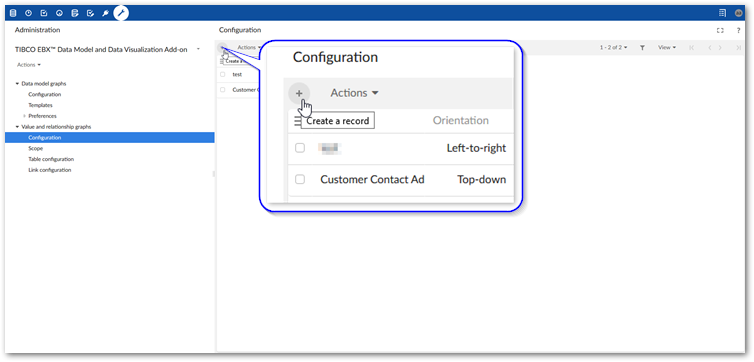 Administration
TIBCO EBX™ Data Model and Data Visualization Add-on
Actions
Data model graphs
Configuration
Templates
Preferences
Value and relationship graphs
Configuration
Scope
Table configuration
Link configuration
Configuration
Actions
1 - 2 of 2
View
Create a
test
Customer Co
Configuration
+
Actions
Create a record
Orientation
Left-to-right
Customer Contact Ad
Top-down